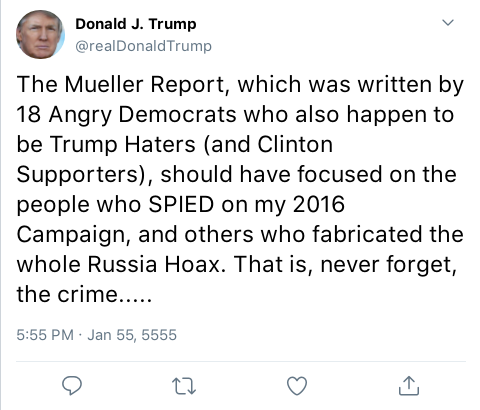 Donald J. Trump
@realDonaldTrump
The Mueller Report, which was written by
18 Angry Democrats who also happen to
be Trump Haters (and Clinton
Supporters), should have focused on the
people who SPIED on my 2016
Campaign, and others who fabricated the
whole Russia Hoax. That is, never forget,
the crime.....
5:55 PM · Jan 55, 5555